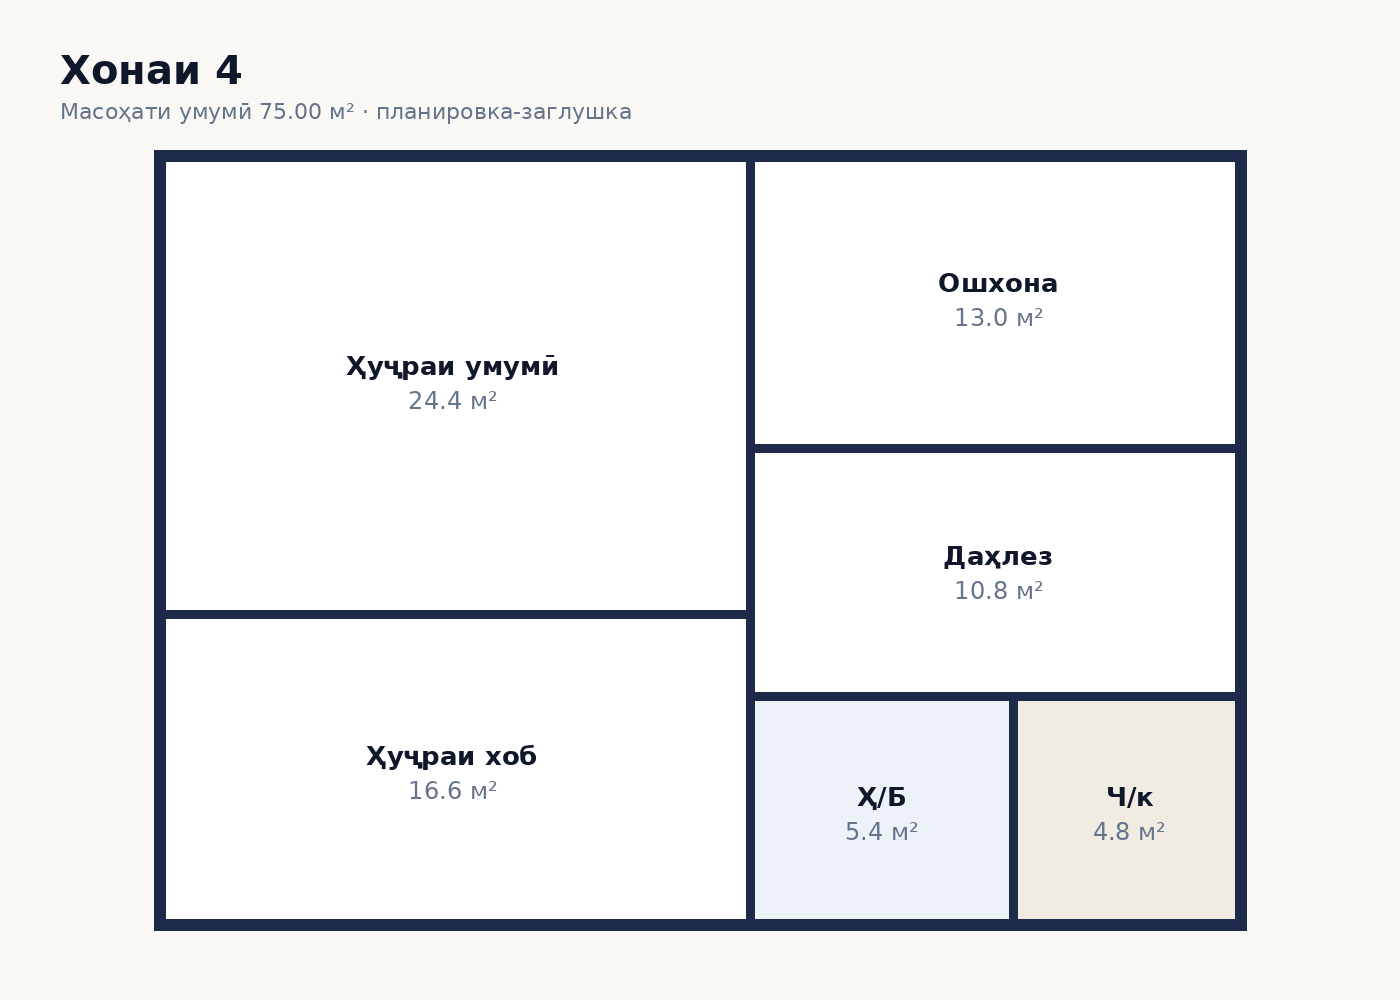 Хонаи 4
Масоҳати умумӣ 75.00 м² · планировка-заглушка
Ҳуҷраи умумӣ
24.4 м²
Ошхона
13.0 м²
Даҳлез
10.8 м²
Ҳуҷраи хоб
16.6 м²
Ҳ/Б
5.4 м²
Ч/к
4.8 м²